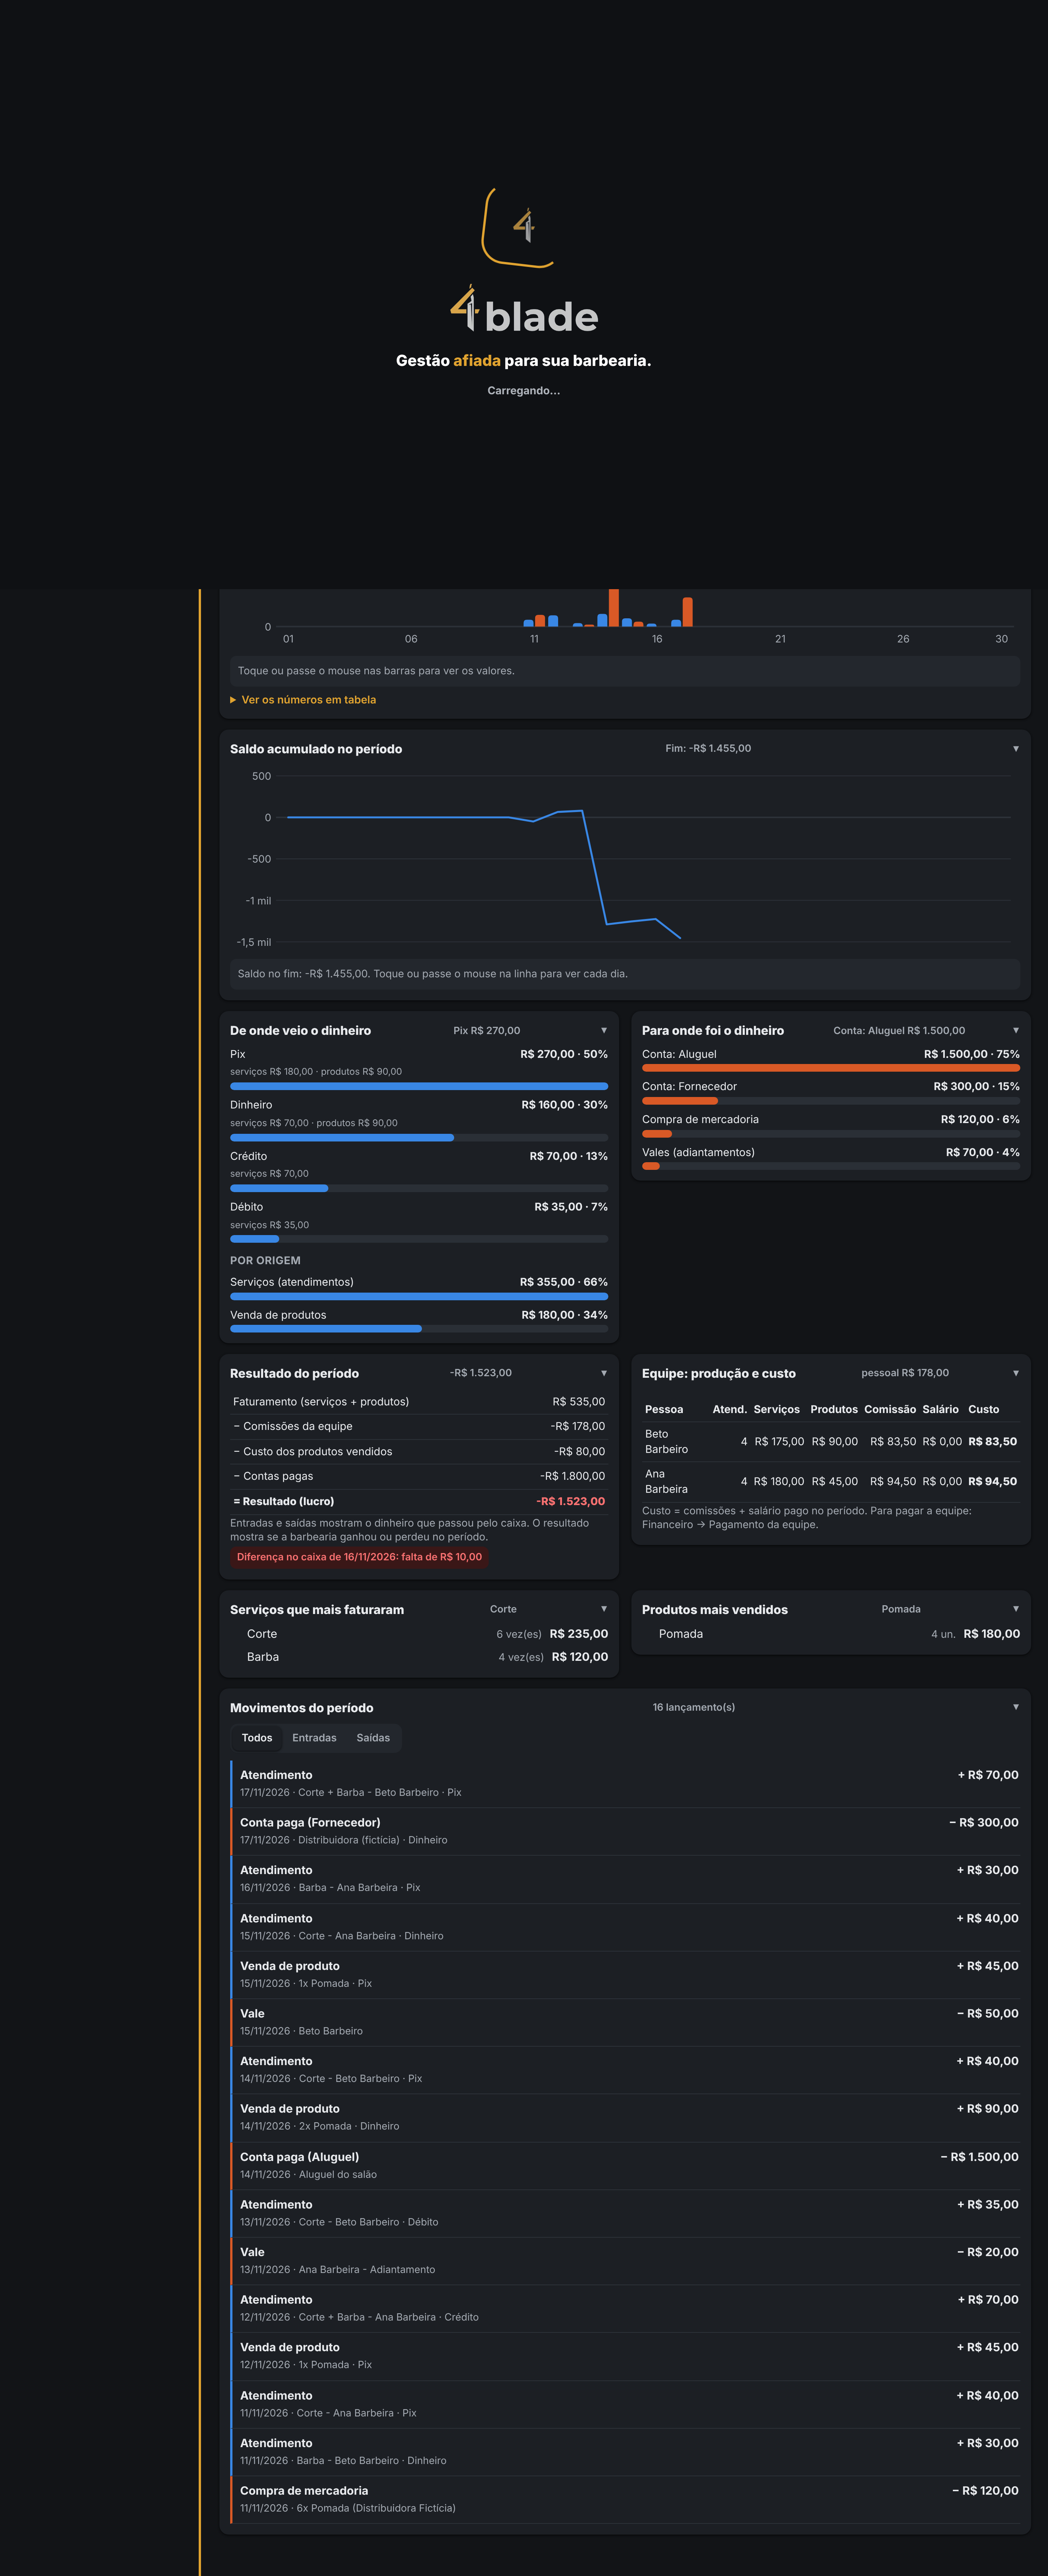 4
4blade
Gestão afiada para sua barbearia.
Carregando...
0
01 06 11 16 21 26 30
Toque ou passe o mouse nas barras para ver os valores.
▶ Ver os números em tabela
Saldo acumulado no período Fim: -R$ 1.455,00 ▼
500
0
-500
-1 mil
-1,5 mil
Saldo no fim: -R$ 1.455,00. Toque ou passe o mouse na linha para ver cada dia.
De onde veio o dinheiro Pix R$ 270,00 ▼
Pix R$ 270,00 · 50%
serviços R$ 180,00 · produtos R$ 90,00
Dinheiro R$ 160,00 · 30%
serviços R$ 70,00 · produtos R$ 90,00
Crédito R$ 70,00 · 13%
serviços R$ 70,00
Débito R$ 35,00 · 7%
serviços R$ 35,00
POR ORIGEM
Serviços (atendimentos) R$ 355,00 · 66%
Venda de produtos R$ 180,00 · 34%
Para onde foi o dinheiro Conta: Aluguel R$ 1.500,00 ▼
Conta: Aluguel R$ 1.500,00 · 75%
Conta: Fornecedor R$ 300,00 · 15%
Compra de mercadoria R$ 120,00 · 6%
Vales (adiantamentos) R$ 70,00 · 4%
Resultado do período -R$ 1.523,00 ▼
Faturamento (serviços + produtos) R$ 535,00
− Comissões da equipe -R$ 178,00
− Custo dos produtos vendidos -R$ 80,00
− Contas pagas -R$ 1.800,00
= Resultado (lucro) -R$ 1.523,00
Entradas e saídas mostram o dinheiro que passou pelo caixa. O resultado
mostra se a barbearia ganhou ou perdeu no período.
Diferença no caixa de 16/11/2026: falta de R$ 10,00
Equipe: produção e custo pessoal R$ 178,00 ▼
Pessoa Atend. Serviços Produtos Comissão Salário Custo
Beto
Barbeiro 4 R$ 175,00 R$ 90,00 R$ 83,50 R$ 0,00 R$ 83,50
Ana
Barbeira 4 R$ 180,00 R$ 45,00 R$ 94,50 R$ 0,00 R$ 94,50
Custo = comissões + salário pago no período. Para pagar a equipe:
Financeiro → Pagamento da equipe.
Serviços que mais faturaram Corte ▼
Corte 6 vez(es) R$ 235,00
Barba 4 vez(es) R$ 120,00
Produtos mais vendidos Pomada ▼
Pomada 4 un. R$ 180,00
Movimentos do período 16 lançamento(s) ▼
Todos Entradas Saídas
Atendimento + R$ 70,00
17/11/2026 · Corte + Barba - Beto Barbeiro · Pix
Conta paga (Fornecedor) − R$ 300,00
17/11/2026 · Distribuidora (fictícia) · Dinheiro
Atendimento + R$ 30,00
16/11/2026 · Barba - Ana Barbeira · Pix
Atendimento + R$ 40,00
15/11/2026 · Corte - Ana Barbeira · Dinheiro
Venda de produto + R$ 45,00
15/11/2026 · 1x Pomada · Pix
Vale − R$ 50,00
15/11/2026 · Beto Barbeiro
Atendimento + R$ 40,00
14/11/2026 · Corte - Beto Barbeiro · Pix
Venda de produto + R$ 90,00
14/11/2026 · 2x Pomada · Dinheiro
Conta paga (Aluguel) − R$ 1.500,00
14/11/2026 · Aluguel do salão
Atendimento + R$ 35,00
13/11/2026 · Corte - Beto Barbeiro · Débito
Vale − R$ 20,00
13/11/2026 · Ana Barbeira - Adiantamento
Atendimento + R$ 70,00
12/11/2026 · Corte + Barba - Ana Barbeira · Crédito
Venda de produto + R$ 45,00
12/11/2026 · 1x Pomada · Pix
Atendimento + R$ 40,00
11/11/2026 · Corte - Ana Barbeira · Pix
Atendimento + R$ 30,00
11/11/2026 · Barba - Beto Barbeiro · Dinheiro
Compra de mercadoria − R$ 120,00
11/11/2026 · 6x Pomada (Distribuidora Fictícia)